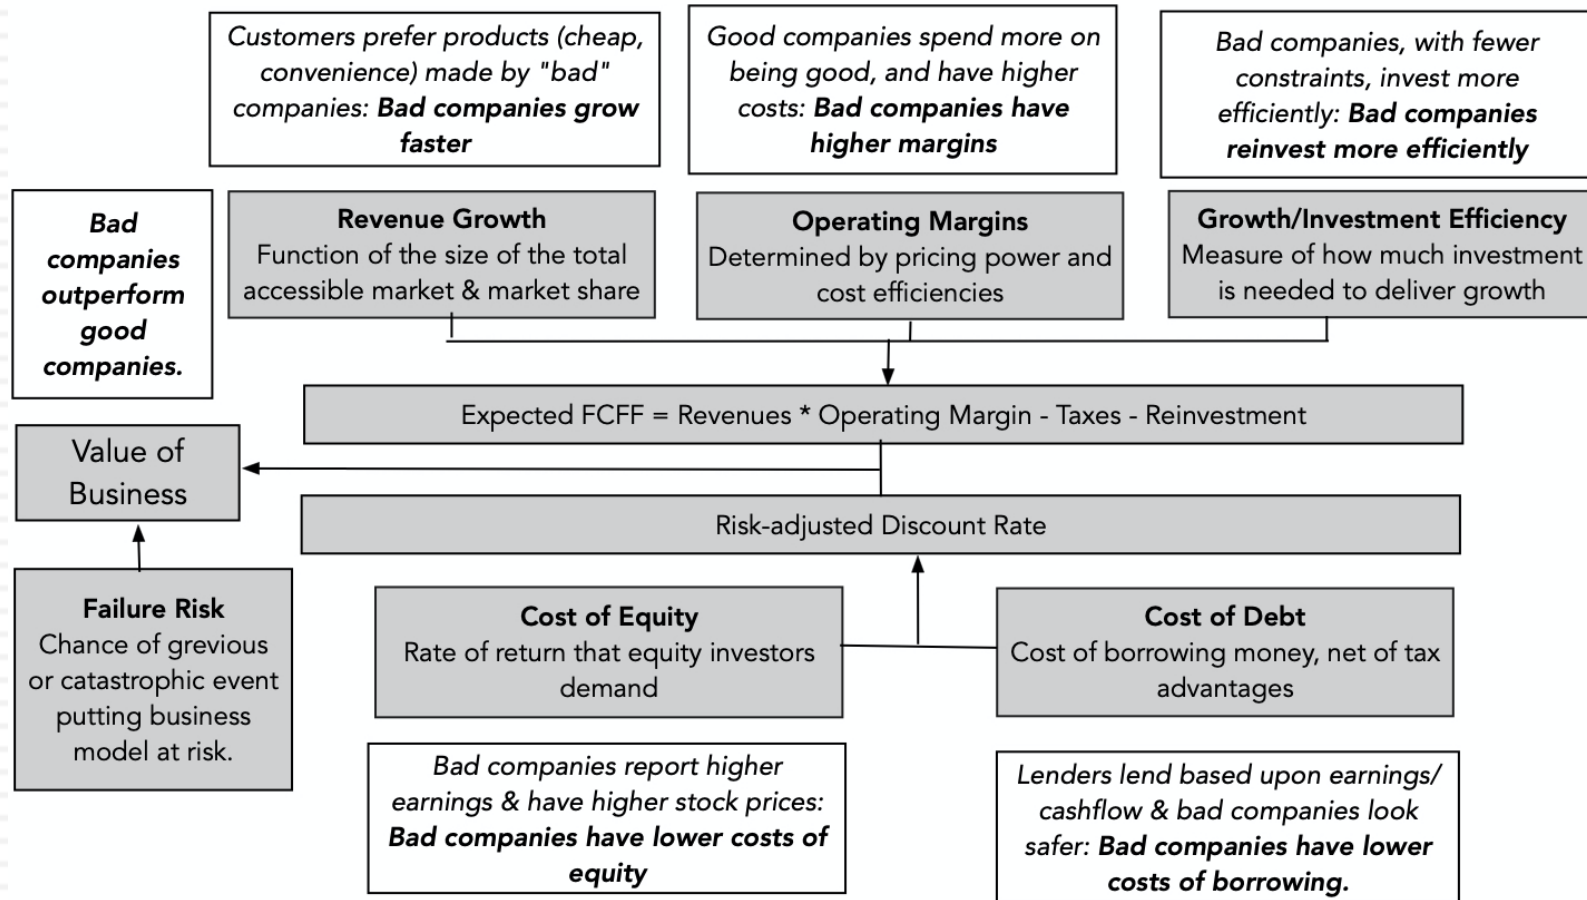 Customers prefer products (cheap,
convenience) made by "bad"
companies: Bad companies grow
faster
Good companies spend more on
being good, and have higher
costs: Bad companies have
higher margins
Bad companies, with fewer
constraints, invest more
efficiently: Bad companies
reinvest more efficiently
Bad
companies
outperform
good
companies.
Revenue Growth
Function of the size of the total
accessible market & market share
Operating Margins
Determined by pricing power and
cost efficiencies
Growth/Investment Efficiency
Measure of how much investment
is needed to deliver growth
Expected FCFF = Revenues * Operating Margin - Taxes - Reinvestment
Value of
Business
Risk-adjusted Discount Rate
Failure Risk
Chance of grevious
or catastrophic event
putting business
model at risk.
Cost of Equity
Rate of return that equity investors
demand
Cost of Debt
Cost of borrowing money, net of tax
advantages
Bad companies report higher
earnings & have higher stock prices:
Bad companies have lower costs of
equity
Lenders lend based upon earnings/
cashflow & bad companies look
safer: Bad companies have lower
costs of borrowing.